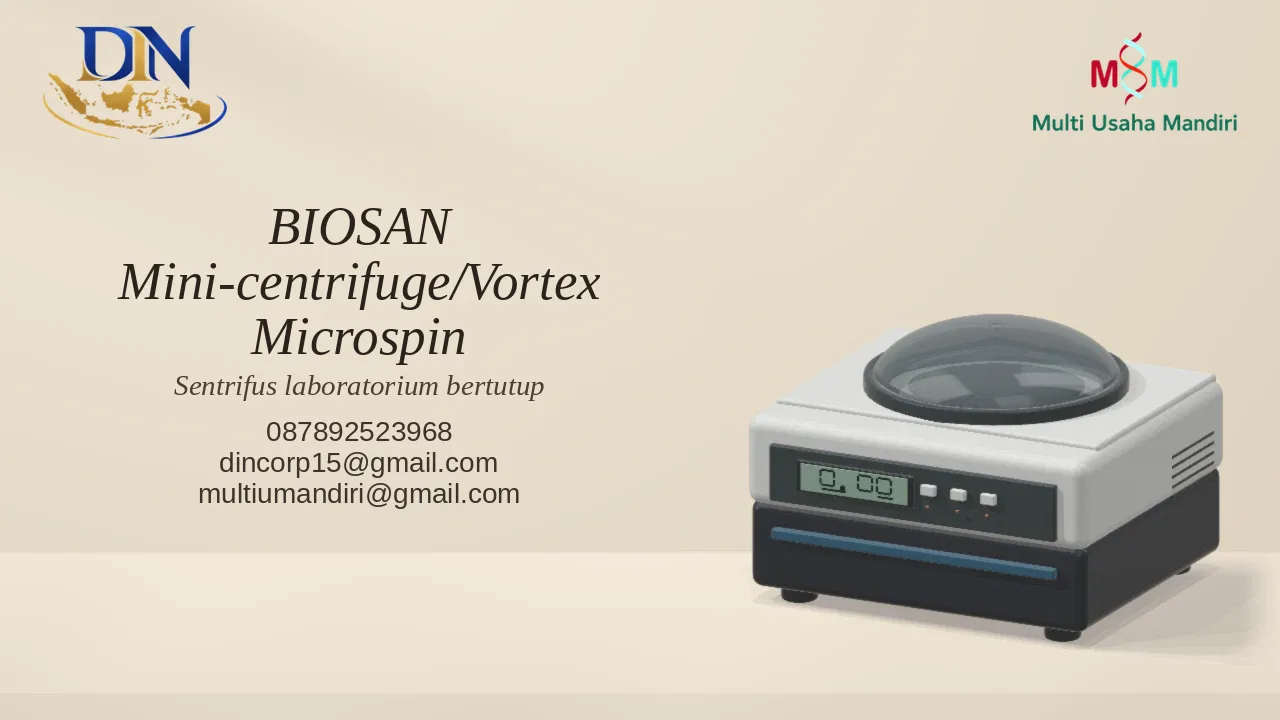 DIN
MSM
Multi Usaha Mandiri
BIOSAN
Mini-centrifuge/Vortex
Microspin
Sentrifus laboratorium bertutup
087892523968
dincorp15@gmail.com
multiumandiri@gmail.com
0.00